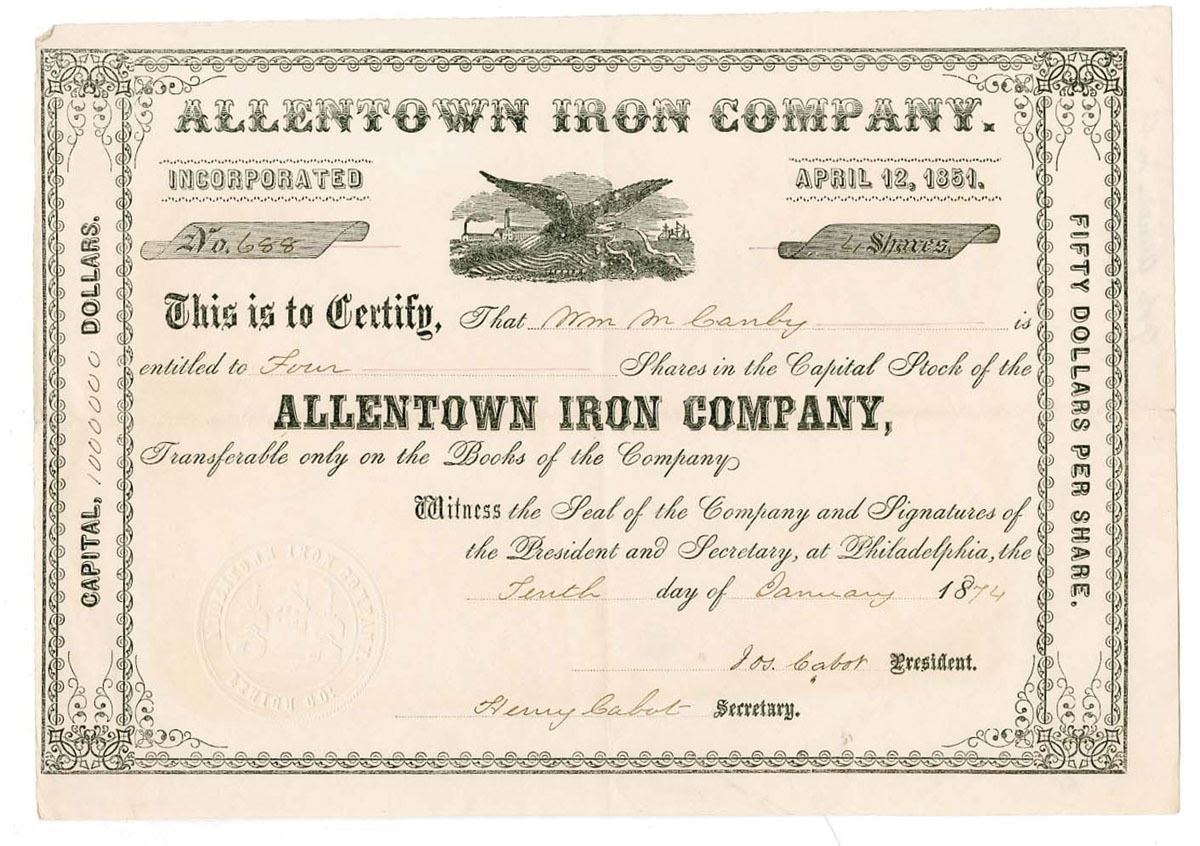 ALLENTOWN IRON COMPANY.
INCORPORATED
APRIL 12, 1851.
No. 688
4 Shares.
This is to Certify, That Wm M Canby is
entitled to Four Shares in the Capital Stock of the
ALLENTOWN IRON COMPANY,
Transferable only on the Books of the Company
Witness the Seal of the Company and Signatures of
the President and Secretary, at Philadelphia, the
Tenth day of January 1874
Jos. Cabot President.
Henry Cabot Secretary.
CAPITAL, 1000000 DOLLARS.
FIFTY DOLLARS PER SHARE.
ALLENTOWN IRON COMPANY.